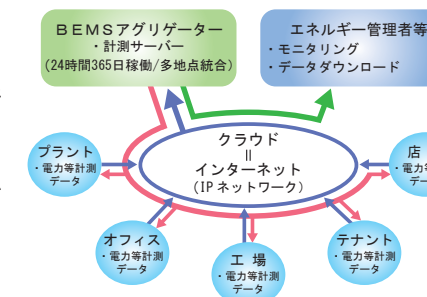 BEMSアグリゲーター
・計測サーバー
(24時間365日稼働/多地点統合)
エネルギー管理者等
・モニタリング
・データダウンロード
クラウド
॥
インターネット
(IPネットワーク)
プラント
・電力等計測
データ
店
・電力等
デー
オフィス
・電力等計測
データ
工 場
・電力等計測
データ
テナント
・電力等計測
データ